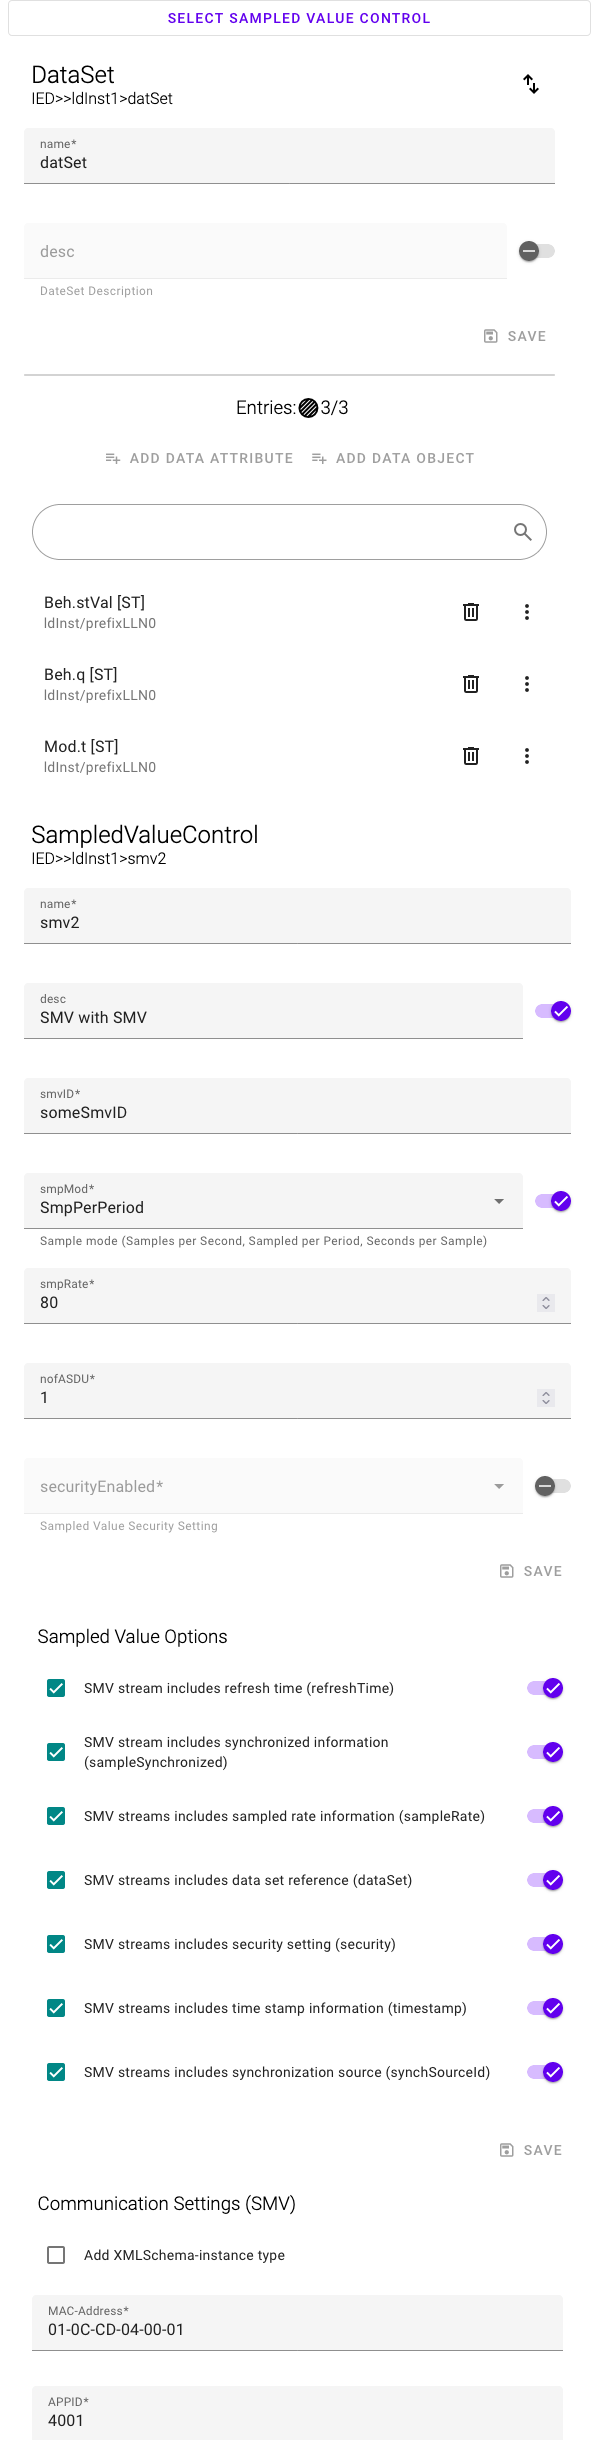 SELECT SAMPLED VALUE CONTROL
DataSet
IED>>ldInst1>datSet
name*
datSet
desc
DateSet Description
SAVE
Entries: 3/3
ADD DATA ATTRIBUTE ADD DATA OBJECT
Beh.stVal [ST]
ldInst/prefixLLN0
Beh.q [ST]
ldInst/prefixLLN0
Mod.t [ST]
ldInst/prefixLLN0
SampledValueControl
IED>>ldInst1>smv2
name*
smv2
desc
SMV with SMV
smvID*
someSmvID
smpMod*
SmpPerPeriod
Sample mode (Samples per Second, Sampled per Period, Seconds per Sample)
smpRate*
80
nofASDU*
1
securityEnabled*
Sampled Value Security Setting
SAVE
Sampled Value Options
SMV stream includes refresh time (refreshTime)
SMV stream includes synchronized information
(sampleSynchronized)
SMV streams includes sampled rate information (sampleRate)
SMV streams includes data set reference (dataSet)
SMV streams includes security setting (security)
SMV streams includes time stamp information (timestamp)
SMV streams includes synchronization source (synchSourceId)
SAVE
Communication Settings (SMV)
Add XMLSchema-instance type
MAC-Address*
01-0C-CD-04-00-01
APPID*
4001